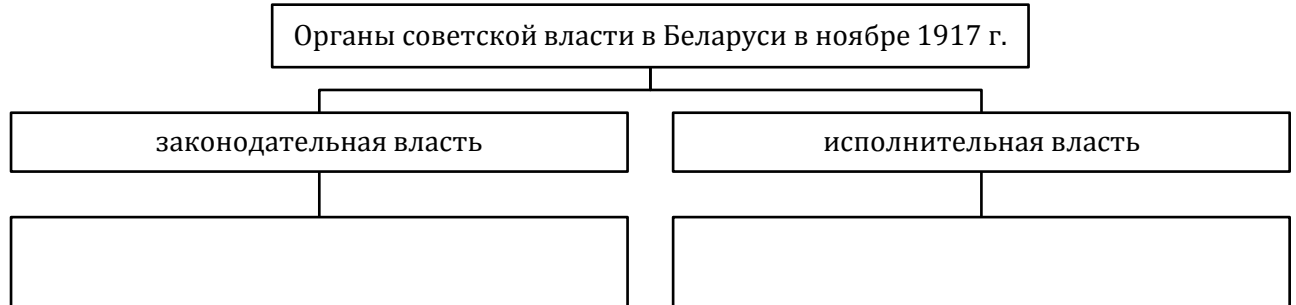 Органы советской власти в Беларуси в ноябре 1917 г.
законодательная власть
исполнительная власть